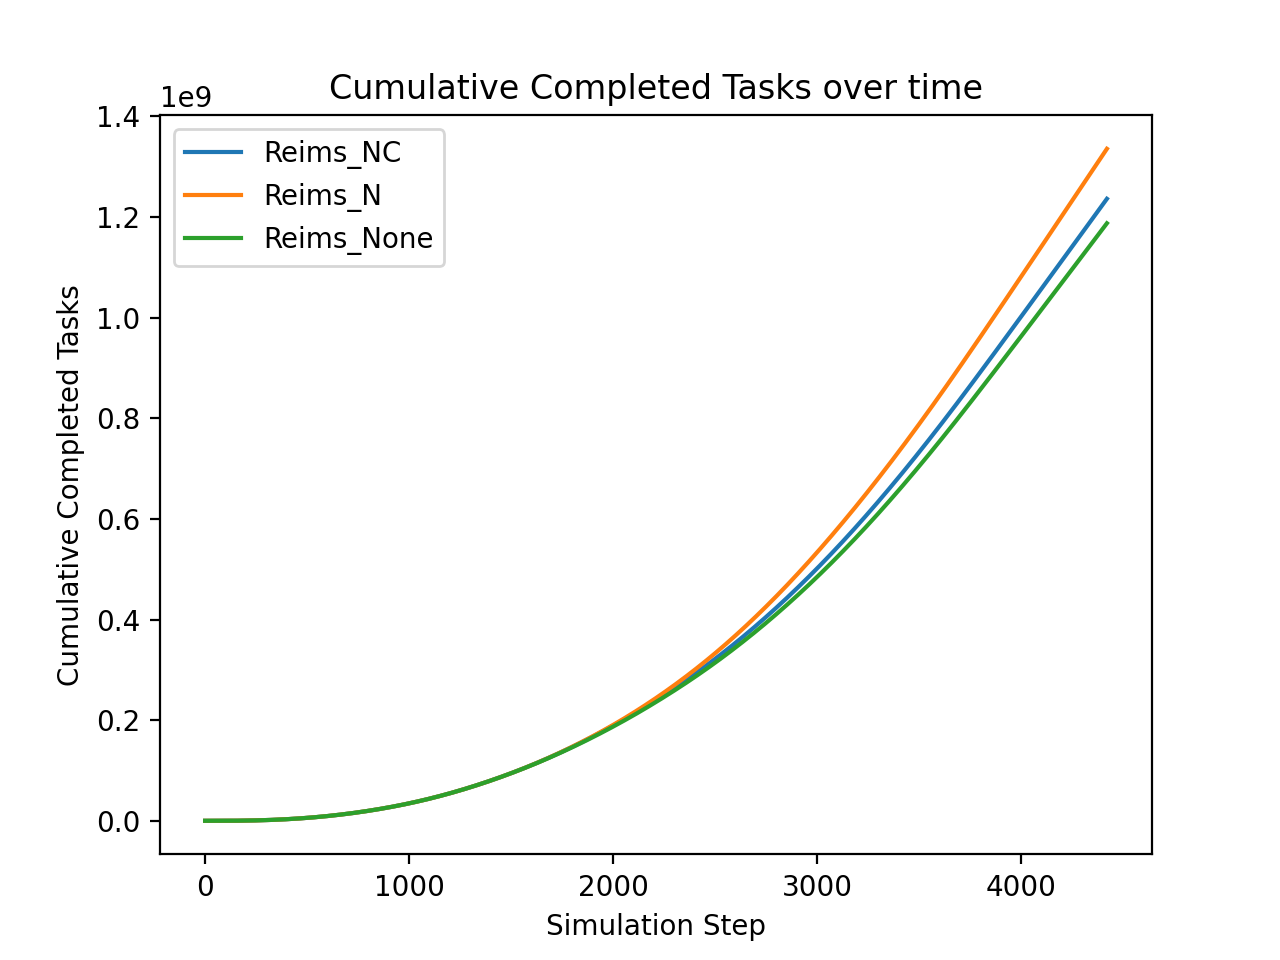 Cumulative Completed Tasks over time
1e9
1.4
1.2
1.0
0.8
0.6
0.4
0.2
0.0
Cumulative Completed Tasks
Reims_NC
Reims_N
Reims_None
0 1000 2000 3000 4000
Simulation Step